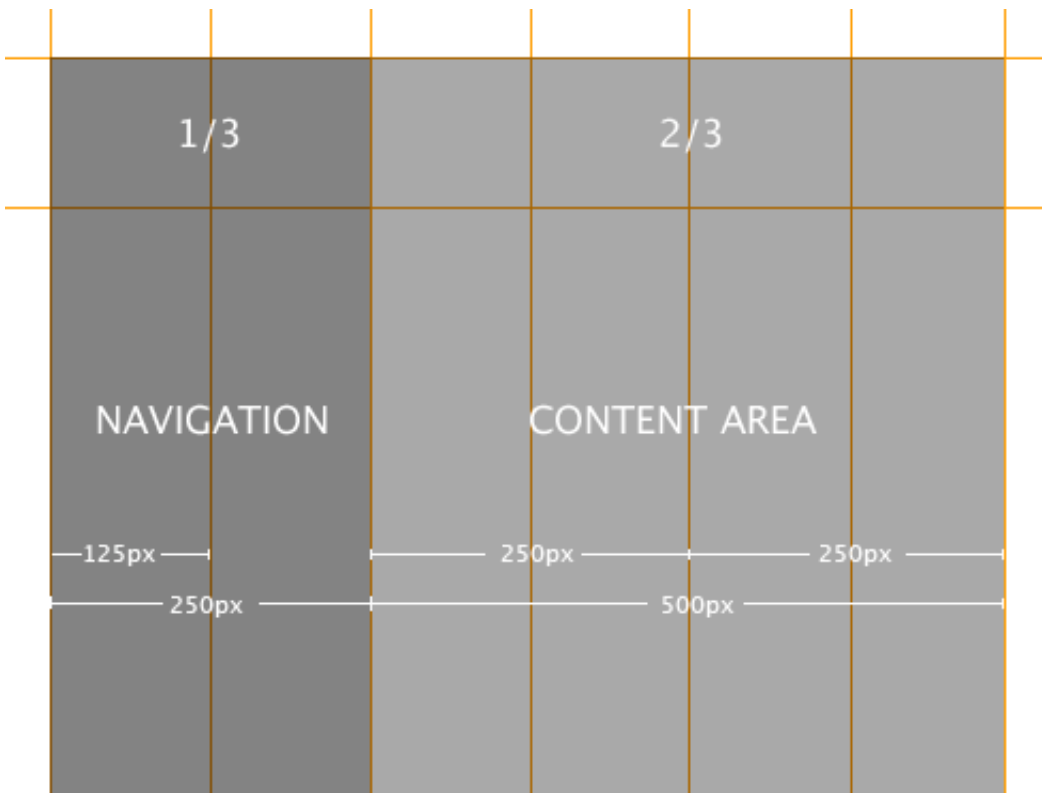 1/3
2/3
NAVIGATION
CONTENT AREA
125px
250px
250px
250px
500px